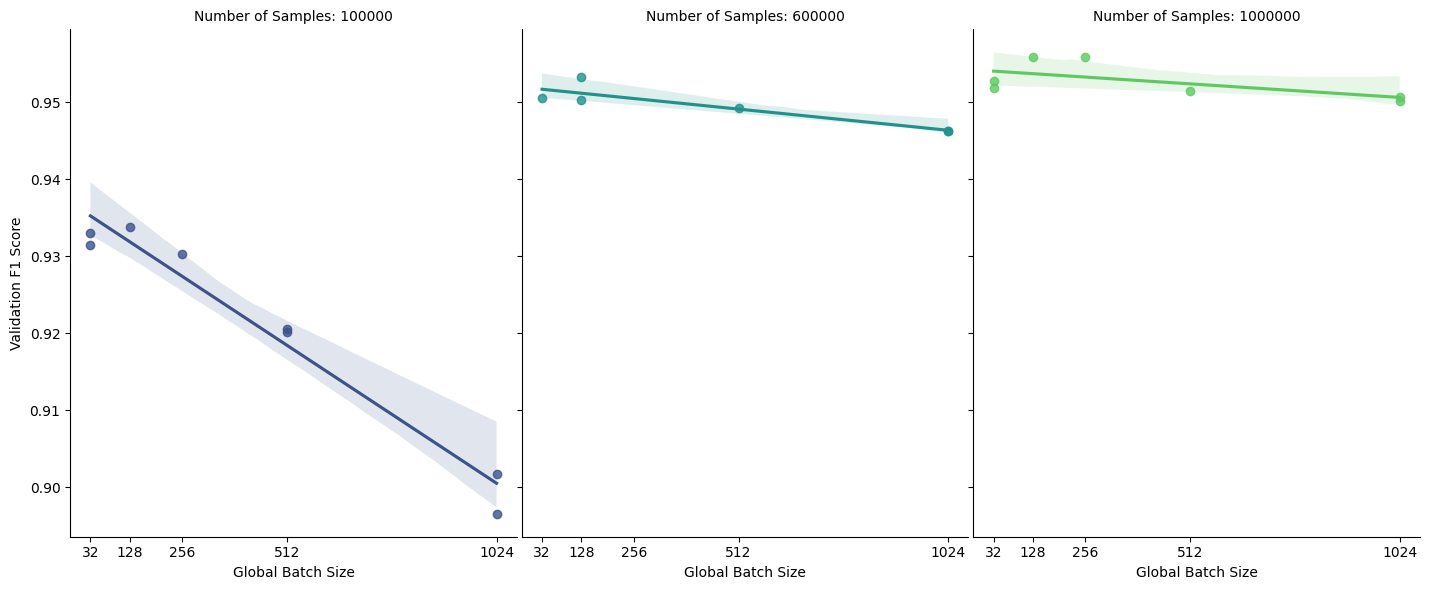 Number of Samples: 100000
Number of Samples: 600000
Number of Samples: 1000000
Validation F1 Score
0.95
0.94
0.93
0.92
0.91
0.90
32 128 256 512 1024
32 128 256 512 1024
32 128 256 512 1024
Global Batch Size
Global Batch Size
Global Batch Size